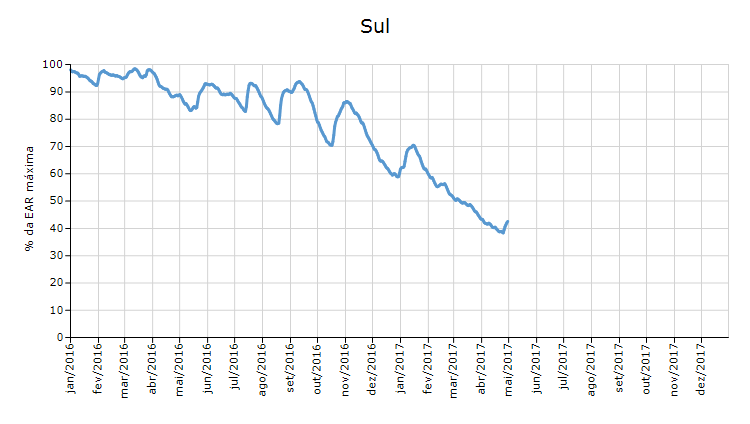 Sul
% da EAR máxima
100
90
80
70
60
50
40
30
20
10
0
jan/2016
fev/2016
mar/2016
abr/2016
mai/2016
jun/2016
jul/2016
ago/2016
set/2016
out/2016
nov/2016
dez/2016
jan/2017
fev/2017
mar/2017
abr/2017
mai/2017
jun/2017
jul/2017
ago/2017
set/2017
out/2017
nov/2017
dez/2017